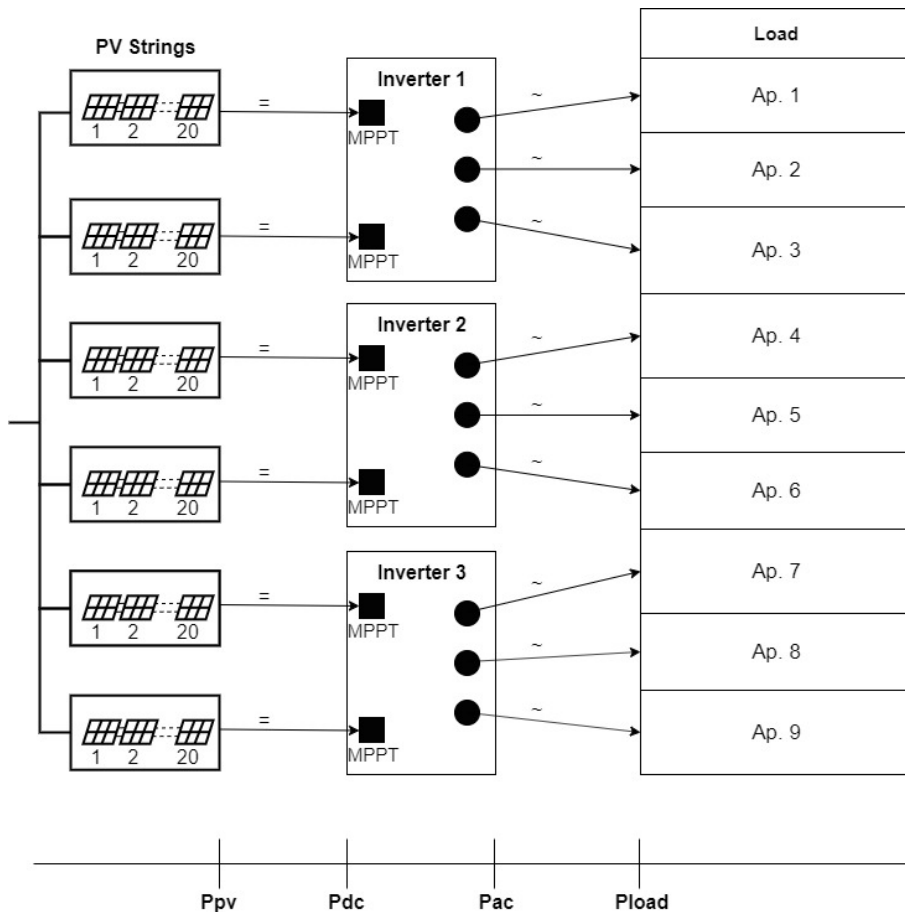 PV Strings
Load
1 2 20
=
Inverter 1
MPPT
~
Ap. 1
~
Ap. 2
1 2 20
=
MPPT
~
Ap. 3
1 2 20
=
Inverter 2
MPPT
~
Ap. 4
~
Ap. 5
1 2 20
=
MPPT
~
Ap. 6
1 2 20
=
Inverter 3
MPPT
~
Ap. 7
~
Ap. 8
1 2 20
=
MPPT
~
Ap. 9
Ppv Pdc Pac Pload